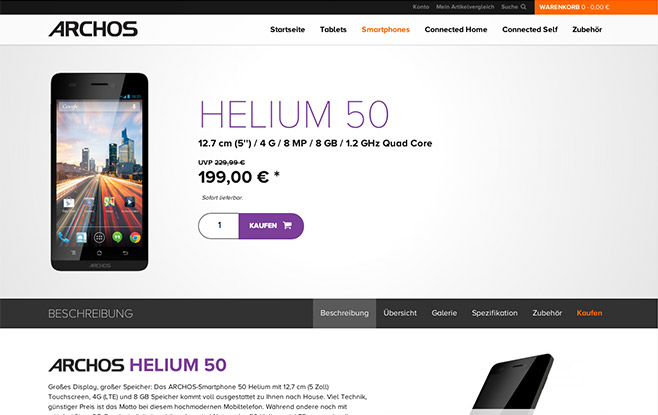 Konto Mein Artikelvergleich Suche WARENKORB 0 - 0,00 €
ARCHOS
Startseite Tablets Smartphones Connected Home Connected Self Zubehör
Google
HELIUM 50
12.7 cm (5") / 4 G / 8 MP / 8 GB / 1.2 GHz Quad Core
UVP 229,99 €
199,00 € *
Sofort lieferbar.
1 KAUFEN
ARCHOS
BESCHREIBUNG Beschreibung Übersicht Galerie Spezifikation Zubehör Kaufen
ARCHOS HELIUM 50
Großes Display, großer Speicher: Das ARCHOS-Smartphone 50 Helium mit 12,7 cm (5 Zoll)
Touchscreen, 4G (LTE) und 8 GB Speicher kommt voll ausgestattet zu Ihnen nach Hause. Viel Technik,
günstiger Preis ist das Motto bei diesem hochmodernen Mobiltelefon. Während andere noch mit